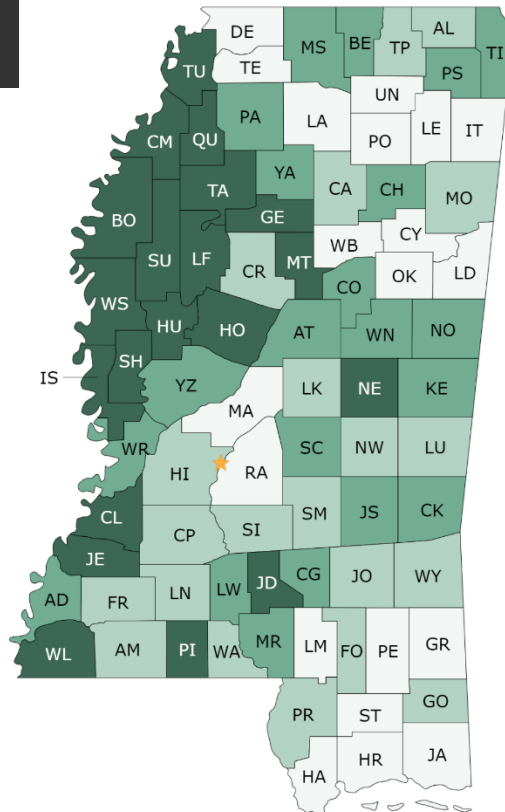 DE
AL
MS
BE
TP
TI
TU
TE
PS
UN
PA
LA
LE
IT
CM
QU
PO
YA
TA
CA
CH
MO
BO
GE
CY
WB
SU
LF
CR
MT
OK
LD
CO
WS
HU
HO
AT
WN
NO
SH
IS
YZ
LK
NE
KE
MA
WR
HI
RA
SC
NW
LU
CL
SM
JS
CK
CP
SI
JE
JD
CG
JO
WY
AD
FR
LN
LW
MR
LM
FO
PE
GR
WL
AM
PI
WA
GO
PR
ST
HA
HR
JA